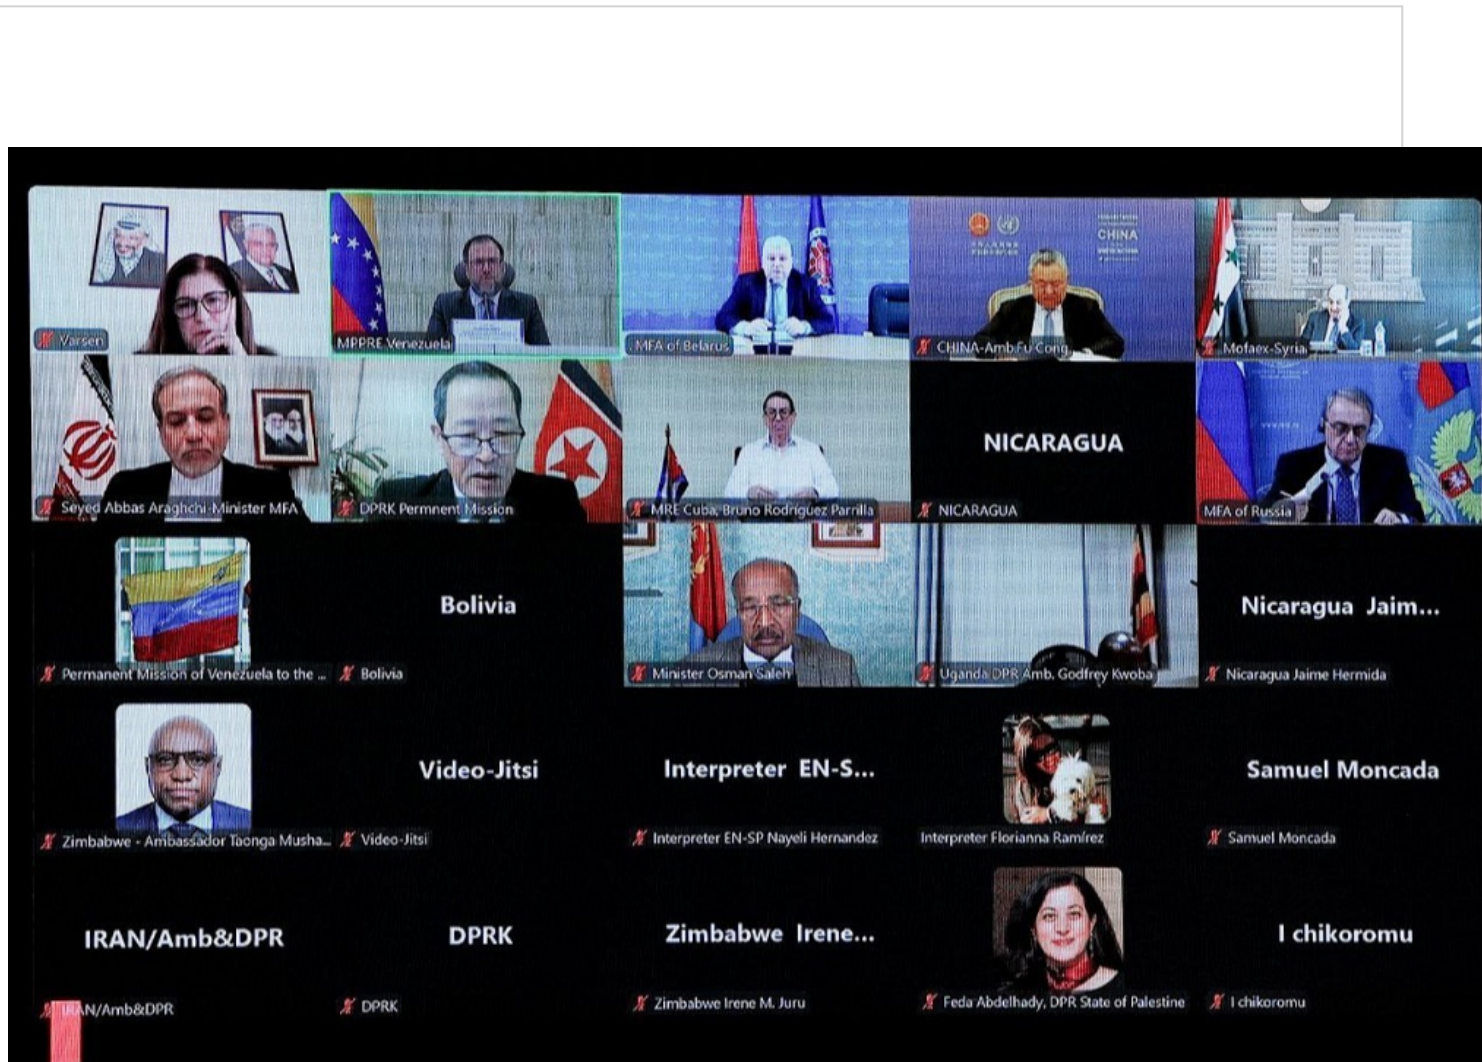 CHINA
Varsen
MPPRE Venezuela
MFA of Belarus
CHINA-Amb.Fu Cong
Mofaex-Syria
NICARAGUA
Seyed Abbas Araghchi-Minister MFA
DPRK Permnent Mission
MRE Cuba, Bruno Rodríguez Parrilla
NICARAGUA
MFA of Russia
Bolivia
Nicaragua Jaim...
Permanent Mission of Venezuela to the ...
Bolivia
Minister Osman Saleh
Uganda DPR Amb. Godfrey Kwoba
Nicaragua Jaime Hermida
Video-Jitsi
Interpreter EN-S...
Samuel Moncada
Zimbabwe - Ambassador Taonga Musha...
Video-Jitsi
Interpreter EN-SP Nayeli Hernandez
Interpreter Florianna Ramírez
Samuel Moncada
IRAN/Amb&DPR
DPRK
Zimbabwe Irene...
I chikoromu
IRAN/Amb&DPR
DPRK
Zimbabwe Irene M. Juru
Feda Abdelhady, DPR State of Palestine
I chikoromu